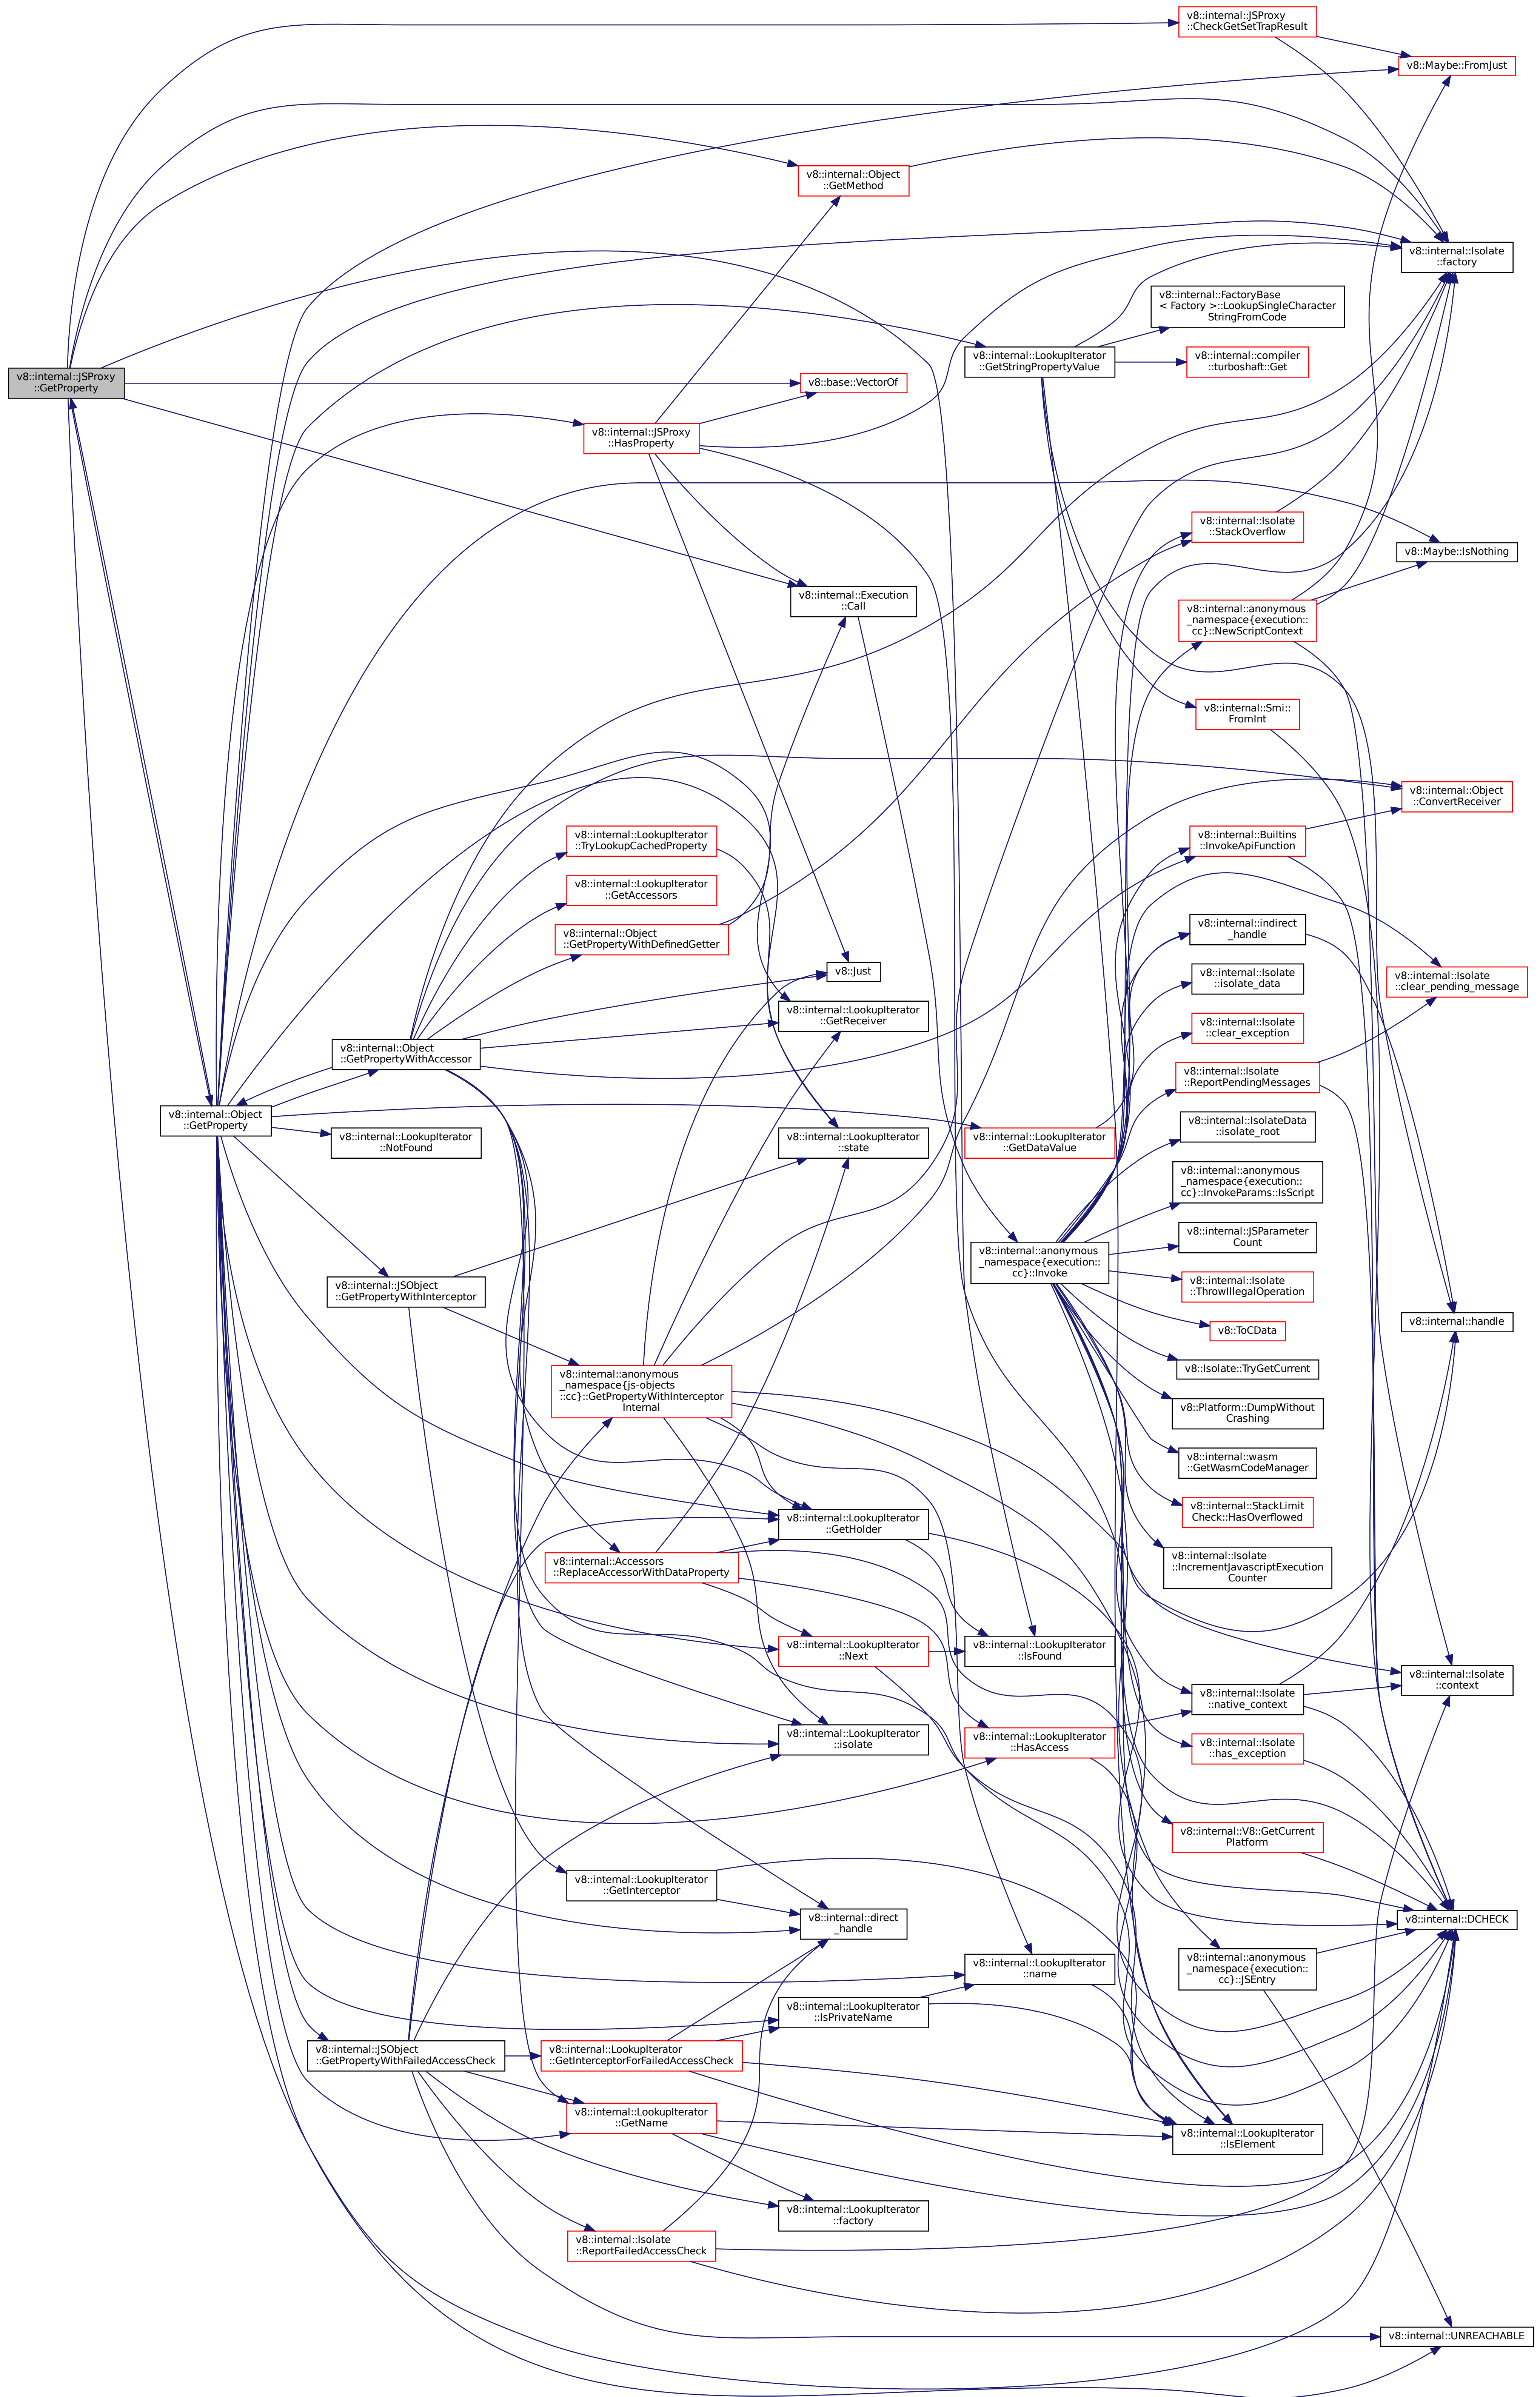 v8::internal::JSProxy
::CheckGetSetTrapResult
v8::Maybe::FromJust
v8::internal::Object
::GetMethod
v8::internal::Isolate
::factory
v8::internal::FactoryBase
< Factory >::LookupSingleCharacter
StringFromCode
v8::internal::LookupIterator
::GetStringPropertyValue
v8::internal::compiler
::turboshaft::Get
v8::internal::JSProxy
::GetProperty
v8::base::VectorOf
v8::internal::JSProxy
::HasProperty
v8::internal::Isolate
::StackOverflow
v8::Maybe::IsNothing
v8::internal::Execution
::Call
v8::internal::anonymous
_namespace{execution::
cc}::NewScriptContext
v8::internal::Smi::
FromInt
v8::internal::Object
::ConvertReceiver
v8::internal::LookupIterator
::TryLookupCachedProperty
v8::internal::Builtins
::InvokeApiFunction
v8::internal::LookupIterator
::GetAccessors
v8::internal::Object
::GetPropertyWithDefinedGetter
v8::internal::indirect
_handle
v8::Just
v8::internal::Isolate
::isolate_data
v8::internal::Isolate
::clear_pending_message
v8::internal::LookupIterator
::GetReceiver
v8::internal::Isolate
::clear_exception
v8::internal::Object
::GetPropertyWithAccessor
v8::internal::Isolate
::ReportPendingMessages
v8::internal::Object
::GetProperty
v8::internal::LookupIterator
::NotFound
v8::internal::LookupIterator
::state
v8::internal::LookupIterator
::GetDataValue
v8::internal::IsolateData
::isolate_root
v8::internal::anonymous
_namespace{execution::
cc}::InvokeParams::IsScript
v8::internal::JSParameter
Count
v8::internal::anonymous
_namespace{execution::
cc}::Invoke
v8::internal::JSObject
::GetPropertyWithInterceptor
v8::internal::Isolate
::ThrowIllegalOperation
v8::internal::handle
v8::ToCData
v8::Isolate::TryGetCurrent
v8::internal::anonymous
_namespace{js-objects
::cc}::GetPropertyWithInterceptor
Internal
v8::Platform::DumpWithout
Crashing
v8::internal::wasm
::GetWasmCodeManager
v8::internal::StackLimit
Check::HasOverflowed
v8::internal::LookupIterator
::GetHolder
v8::internal::Accessors
::ReplaceAccessorWithDataProperty
v8::internal::Isolate
::IncrementJavascriptExecution
Counter
v8::internal::LookupIterator
::Next
v8::internal::LookupIterator
::IsFound
v8::internal::Isolate
::native_context
v8::internal::Isolate
::context
v8::internal::LookupIterator
::isolate
v8::internal::LookupIterator
::HasAccess
v8::internal::Isolate
::has_exception
v8::internal::V8::GetCurrent
Platform
v8::internal::LookupIterator
::GetInterceptor
v8::internal::direct
_handle
v8::internal::DCHECK
v8::internal::LookupIterator
::name
v8::internal::anonymous
_namespace{execution::
cc}::JSEntry
v8::internal::LookupIterator
::IsPrivateName
v8::internal::JSObject
::GetPropertyWithFailedAccessCheck
v8::internal::LookupIterator
::GetInterceptorForFailedAccessCheck
v8::internal::LookupIterator
::GetName
v8::internal::LookupIterator
::IsElement
v8::internal::LookupIterator
::factory
v8::internal::Isolate
::ReportFailedAccessCheck
v8::internal::UNREACHABLE